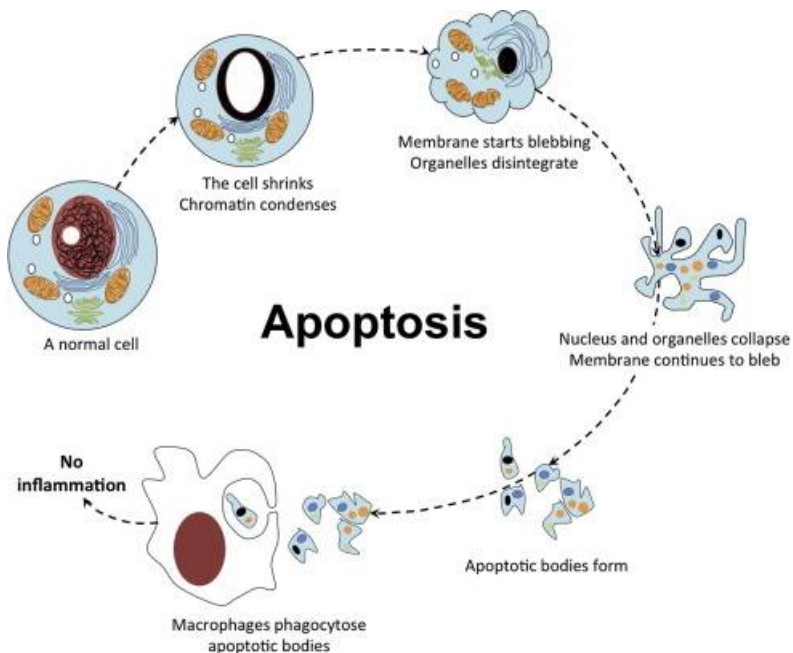 A normal cell
The cell shrinks
Chromatin condenses
Membrane starts blebbing
Organelles disintegrate
Apoptosis
Nucleus and organelles collapse
Membrane continues to bleb
Apoptotic bodies form
Macrophages phagocytose
apoptotic bodies
No
inflammation